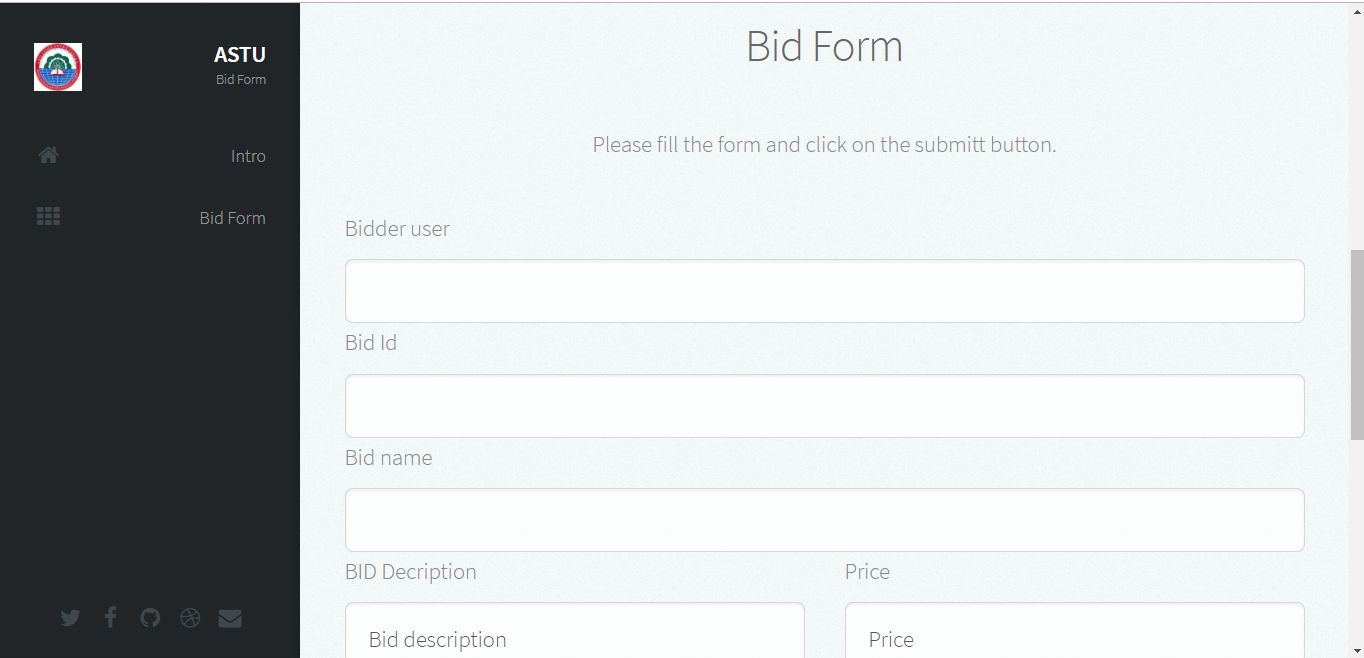 ASTU
Bid Form
Intro
Bid Form
Bid Form
Please fill the form and click on the submitt button.
Bidder user
Bid Id
Bid name
BID Decription
Price
Bid description
Price